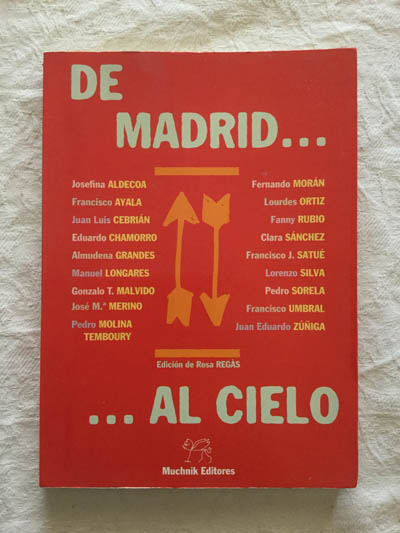 DE
MADRID...
Josefina ALDECOA
Francisco AYALA
Juan Luis CEBRIÁN
Eduardo CHAMORRO
Almudena GRANDES
Manuel LONGARES
Gonzalo T. MALVIDO
José M.ª MERINO
Pedro MOLINA
TEMBOURY
Fernando MORÁN
Lourdes ORTIZ
Fanny RUBIO
Clara SÁNCHEZ
Francisco J. SATUÉ
Lorenzo SILVA
Pedro SORELA
Francisco UMBRAL
Juan Eduardo ZÚÑIGA
Edición de Rosa REGÀS
...AL CIELO
Muchnik Editores